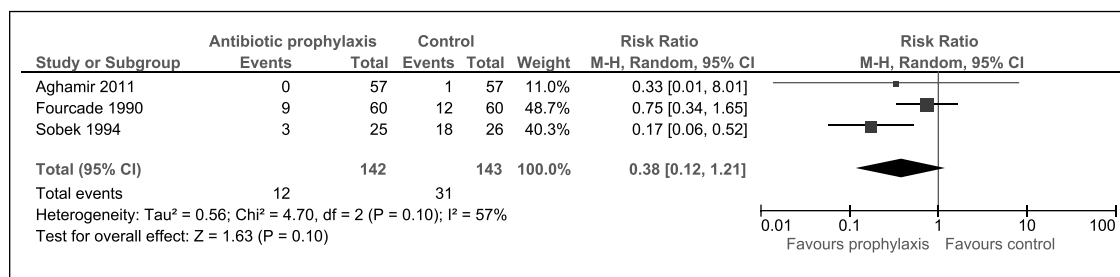 Antibiotic prophylaxis Control Risk Ratio Risk Ratio
Study or Subgroup Events Total Events Total Weight M-H, Random, 95% CI M-H, Random, 95% CI
Aghamir 2011 0 57 1 57 11.0% 0.33 [0.01, 8.01]
Fourcade 1990 9 60 12 60 48.7% 0.75 [0.34, 1.65]
Sobek 1994 3 25 18 26 40.3% 0.17 [0.06, 0.52]
Total (95% CI) 142 143 100.0% 0.38 [0.12, 1.21]
Total events 12 31
Heterogeneity: Tau² = 0.56; Chi² = 4.70, df = 2 (P = 0.10); I² = 57%
Test for overall effect: Z = 1.63 (P = 0.10)
0.01 0.1 1 10 100
Favours prophylaxis Favours control